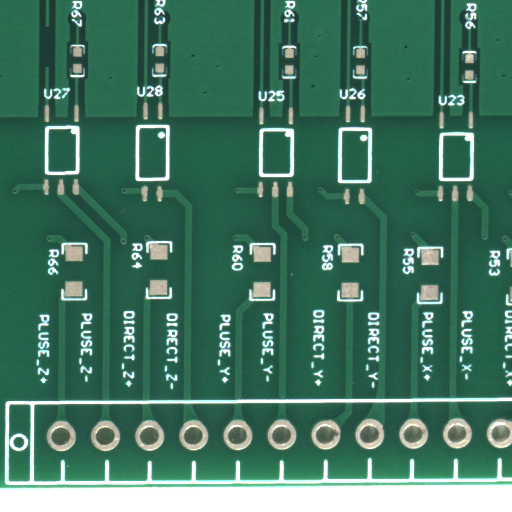 R67
R63
R61
R57
R56
U27
U28
U25
U26
U23
R66
R64
R60
R58
R55
R53
PLUSE_Z+
PLUSE_Z-
DIRECT_Z+
DIRECT_Z-
PLUSE_Y+
PLUSE_Y-
DIRECT_Y+
DIRECT_Y-
PLUSE_X+
PLUSE_X-
DIRECT_X+